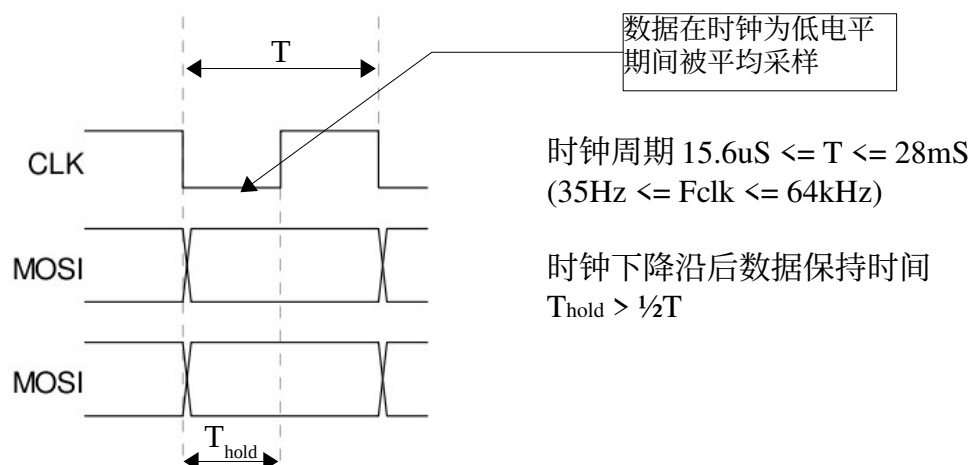 数据在时钟为低电平
期间被平均采样
T
CLK
时钟周期 15.6uS <= T <= 28mS
(35Hz <= Fclk <= 64kHz)
MOSI
时钟下降沿后数据保持时间
Thold > ½T
MOSI
Thold